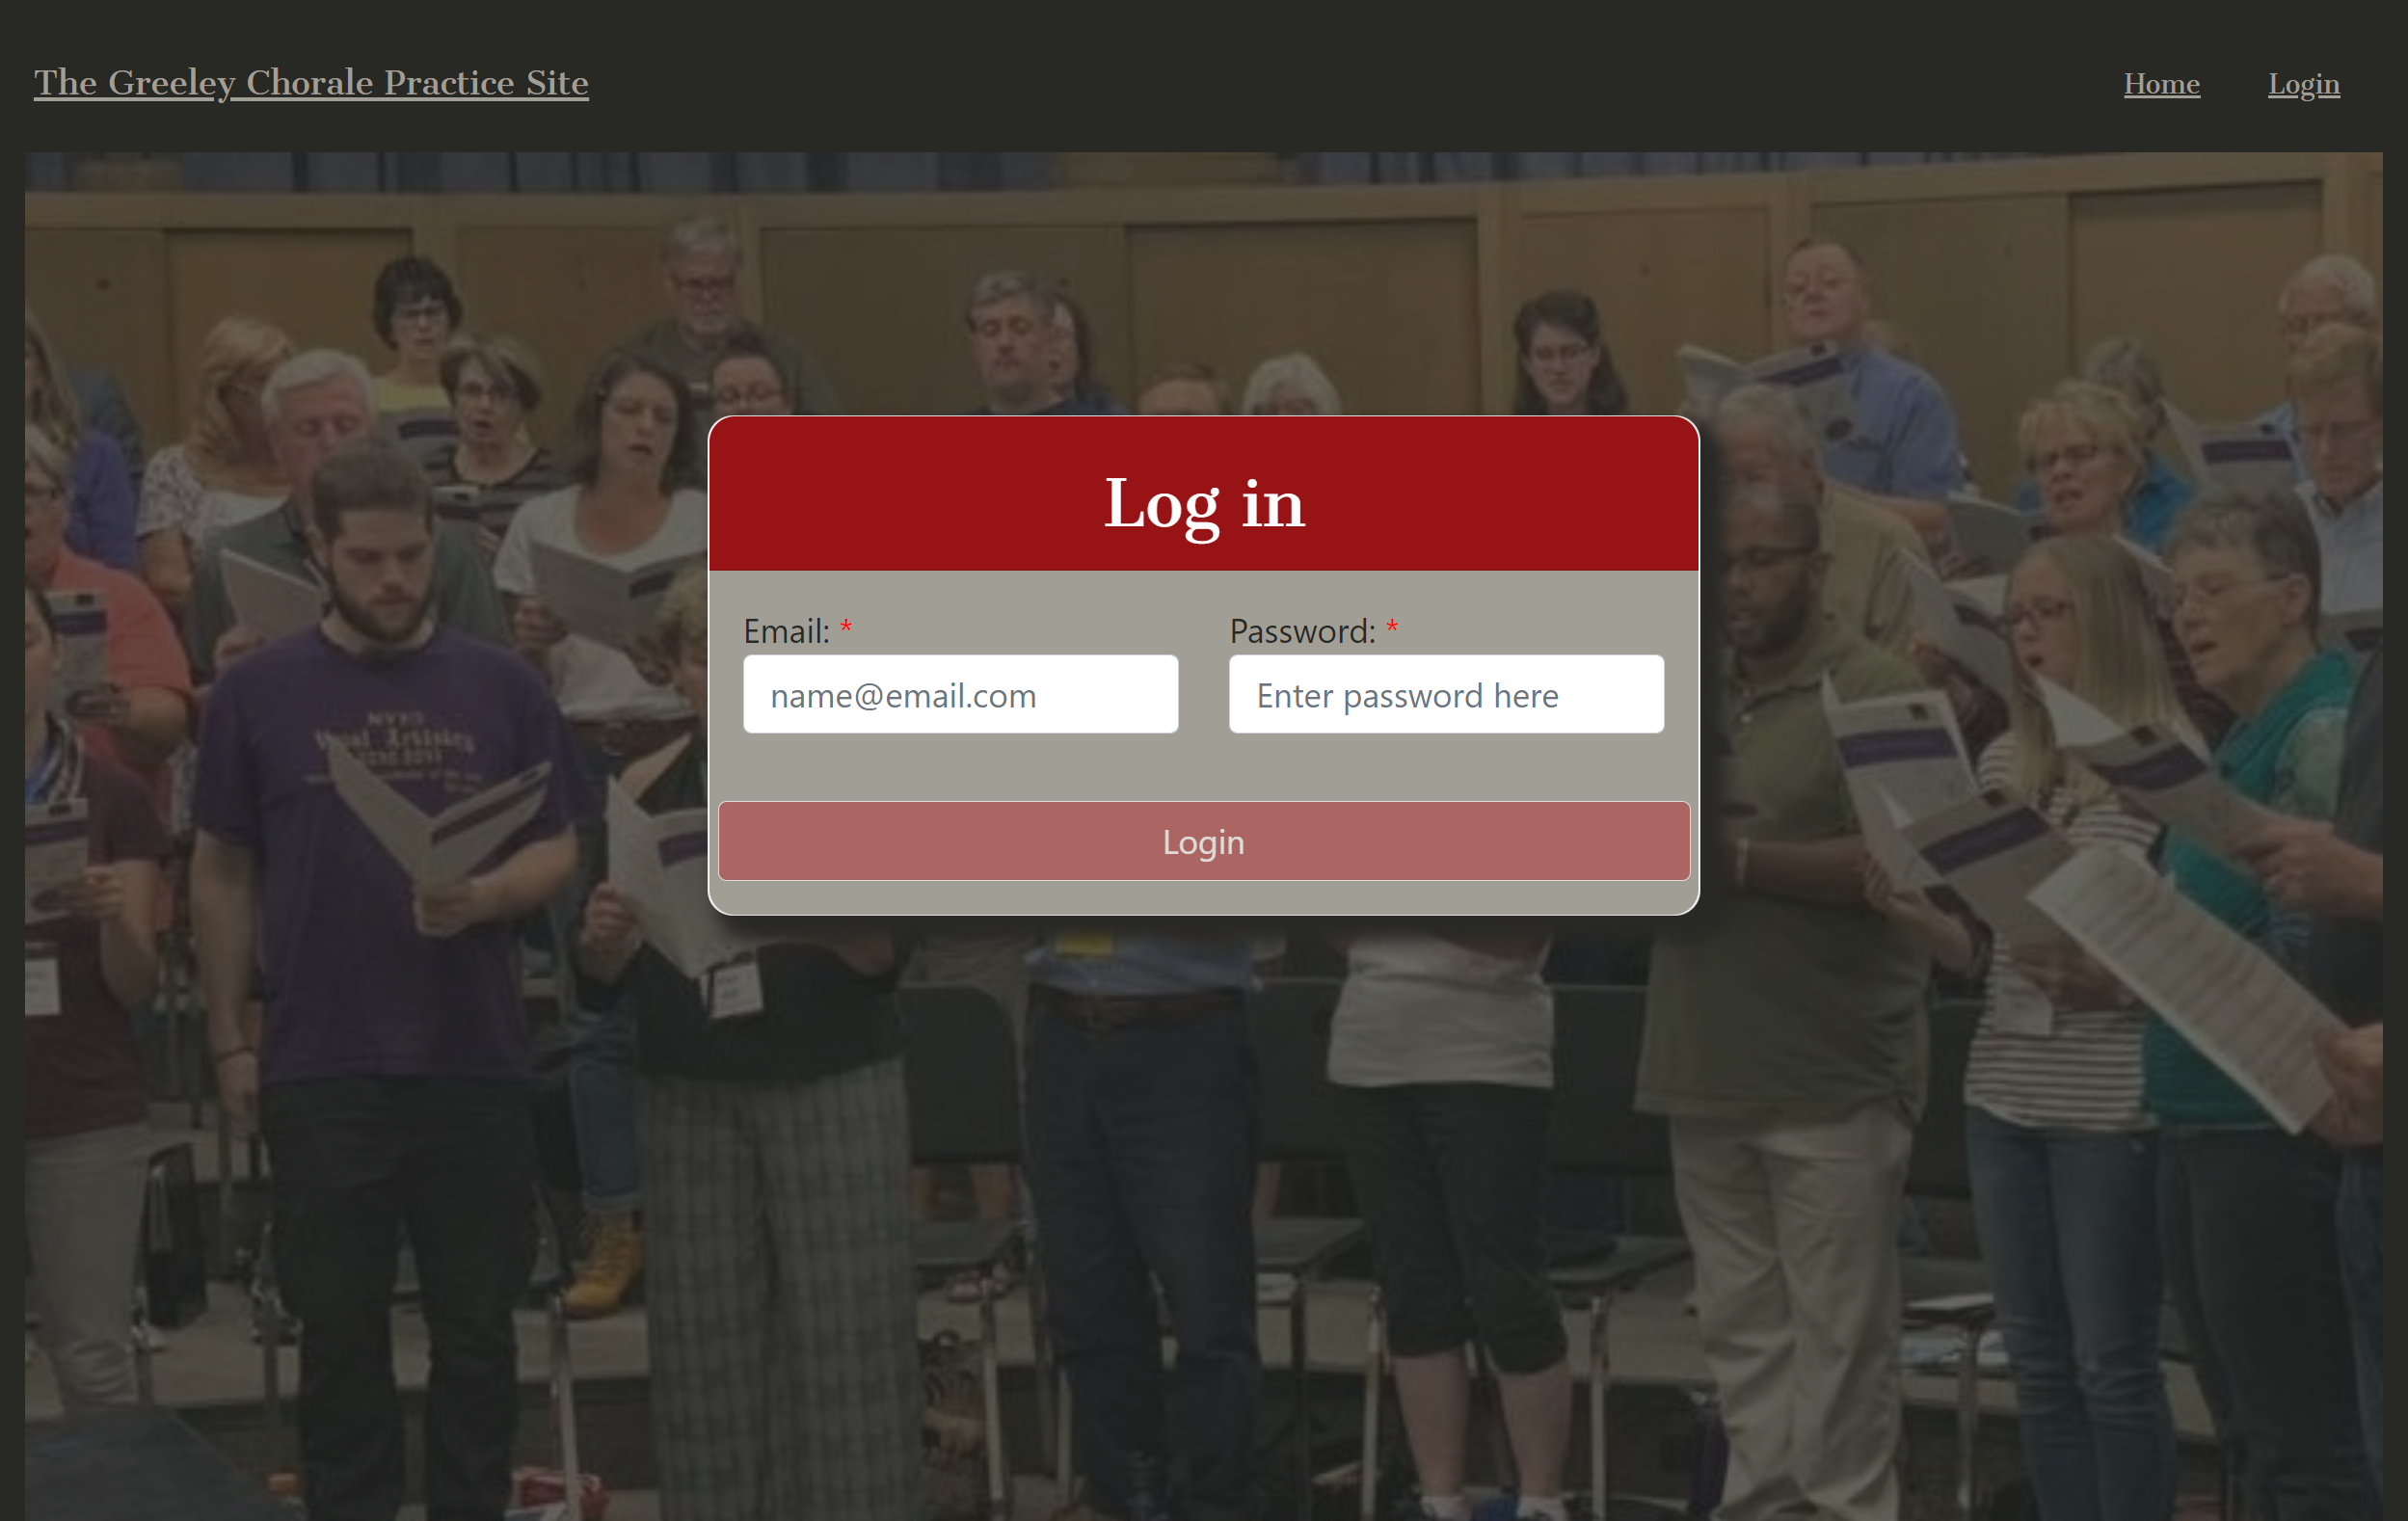 The Greeley Chorale Practice Site
Home
Login
Log in
Email: *
Password: *
name@email.com
Enter password here
Login